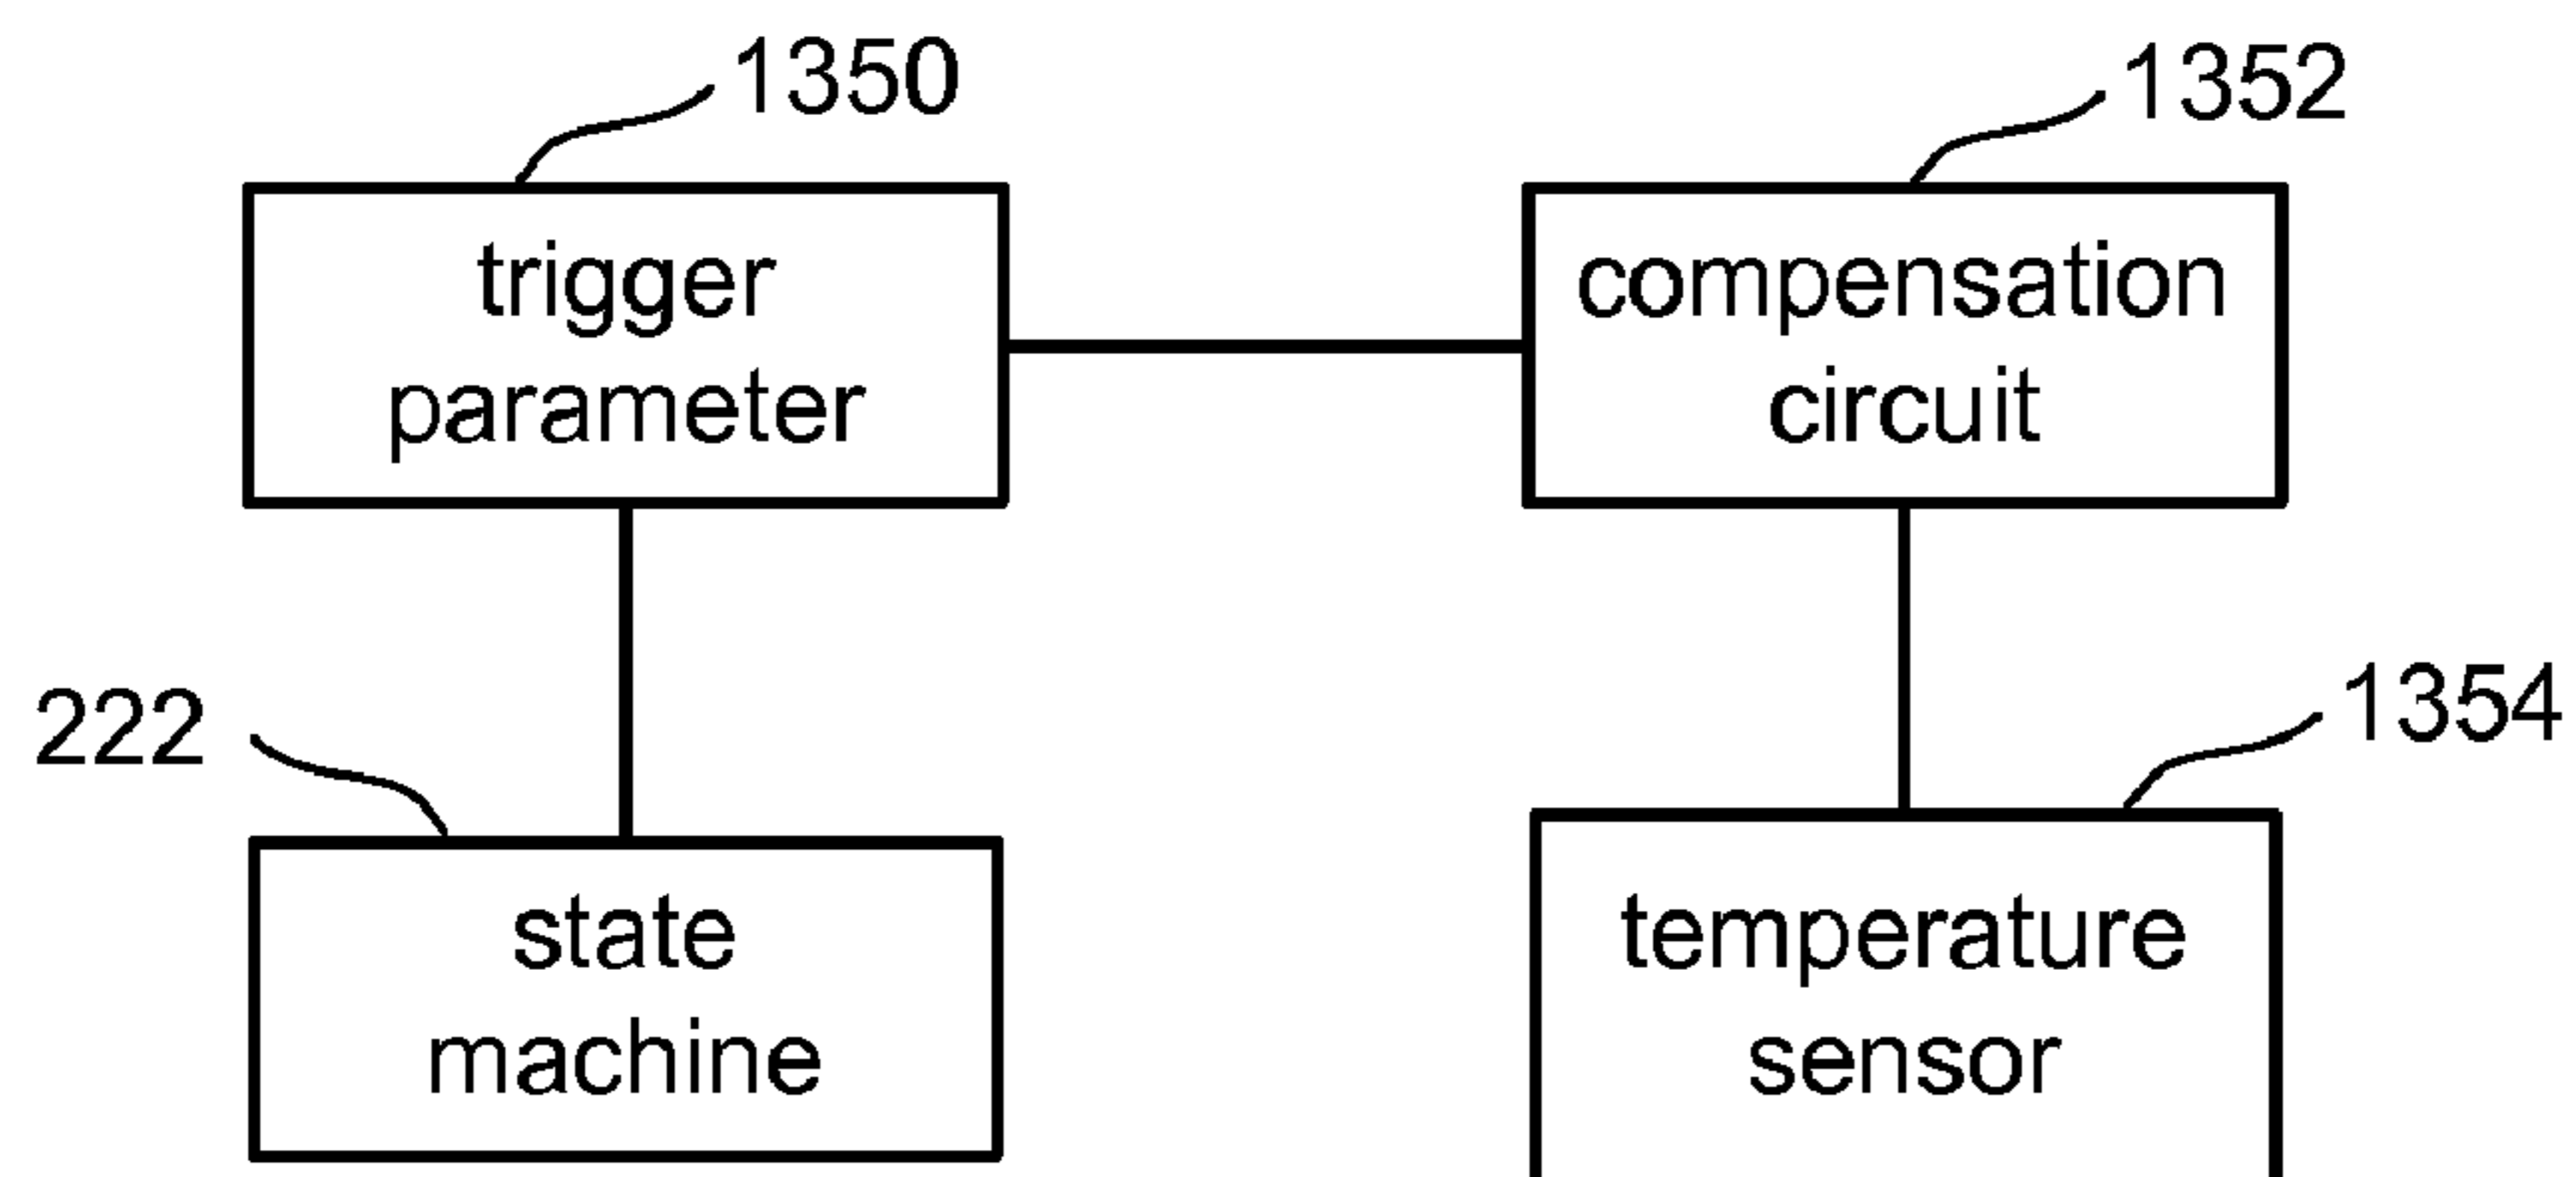 1350
1352
trigger
parameter
compensation
circuit
222
1354
state
machine
temperature
sensor